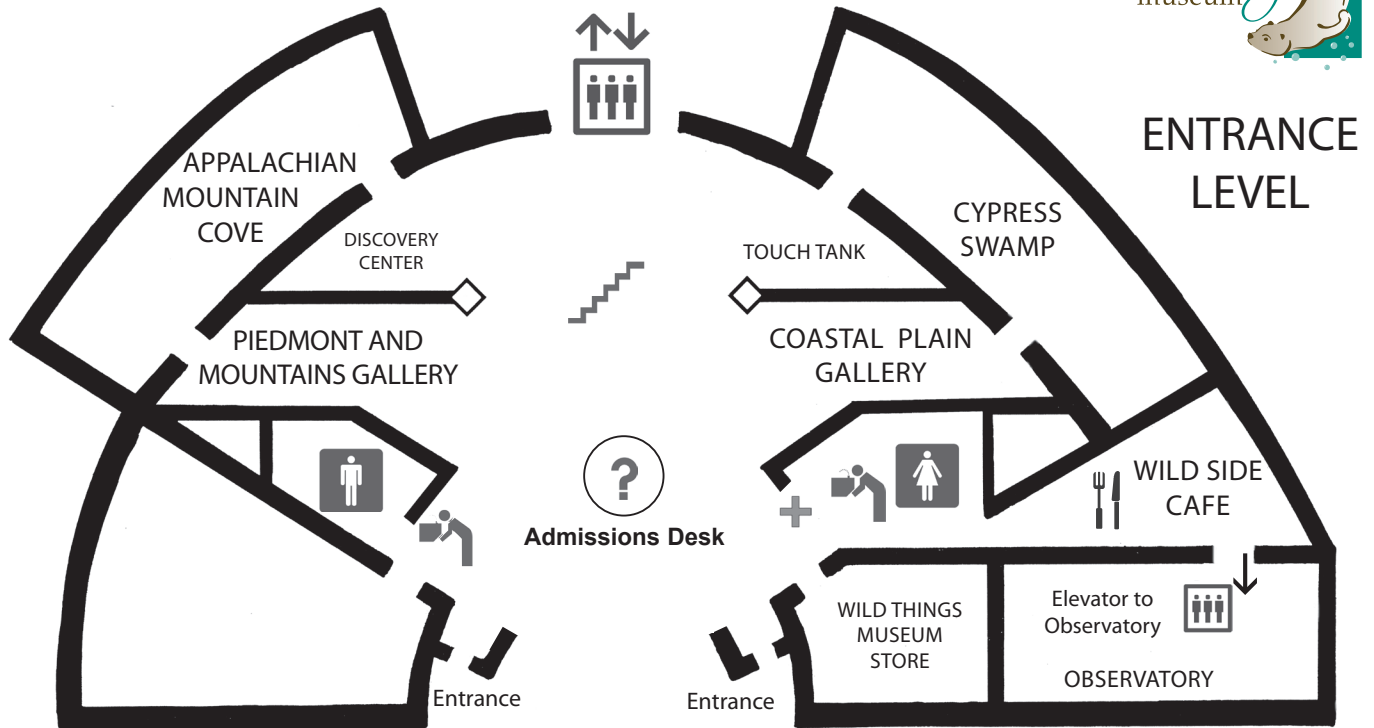 museum
ENTRANCE
LEVEL
APPALACHIAN
MOUNTAIN
COVE
DISCOVERY
CENTER
TOUCH TANK
CYPRESS
SWAMP
PIEDMONT AND
MOUNTAINS GALLERY
COASTAL PLAIN
GALLERY
?
Admissions Desk
WILD SIDE
CAFE
WILD THINGS
MUSEUM
STORE
Elevator to
Observatory
OBSERVATORY
Entrance
Entrance